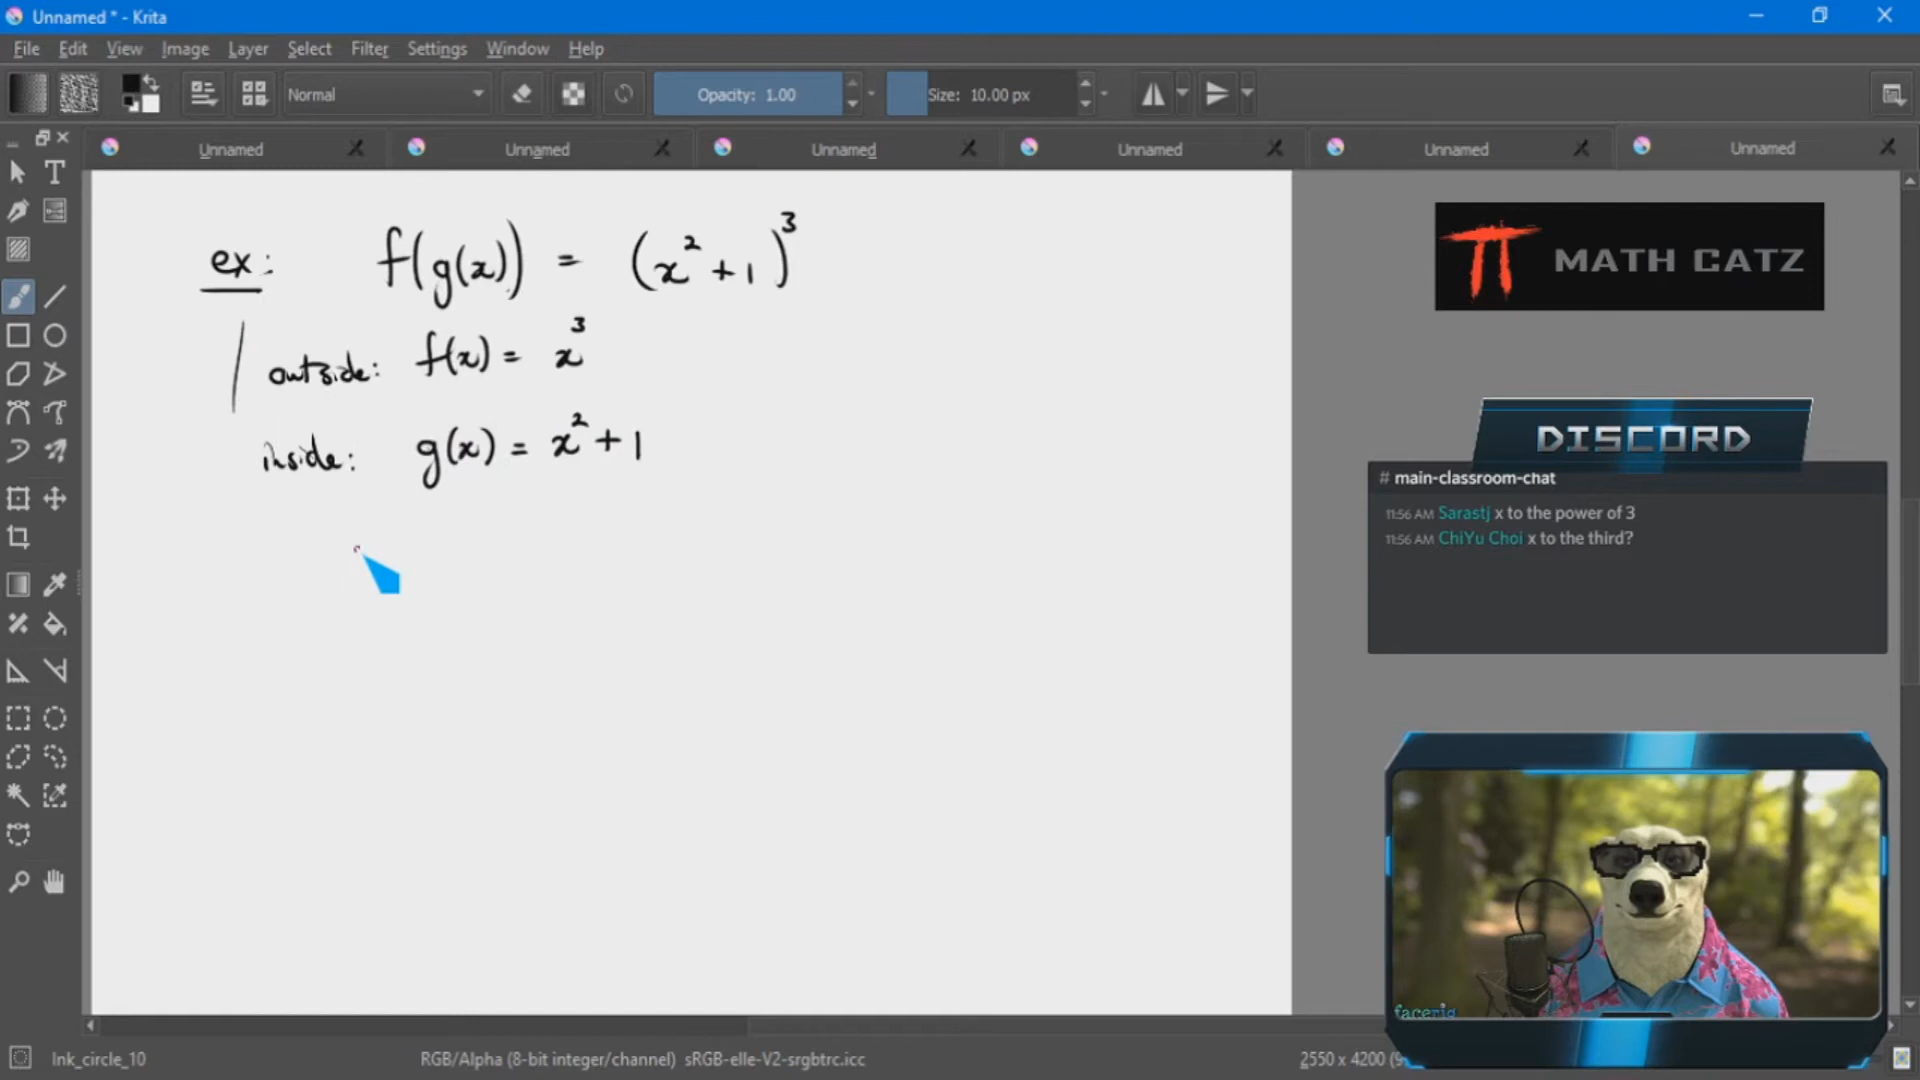 Unnamed * - Krita
File Edit View Image Layer Select Filter Settings Window Help
Normal Opacity: 1.00 Size: 10.00 px
Unnamed Unnamed Unnamed Unnamed Unnamed Unnamed
ex: f(g(x)) = (x² + 1)³
outside: f(x) = x³
inside: g(x) = x² + 1
MATH CATZ
DISCORD
# main-classroom-chat
11:56 AM Sarastj x to the power of 3
11:56 AM ChiYu Choi x to the third?
facerig
Ink_circle_10 RGB/Alpha (8-bit integer/channel) sRGB-elle-V2-srgbtrc.icc 2550 x 4200 (9